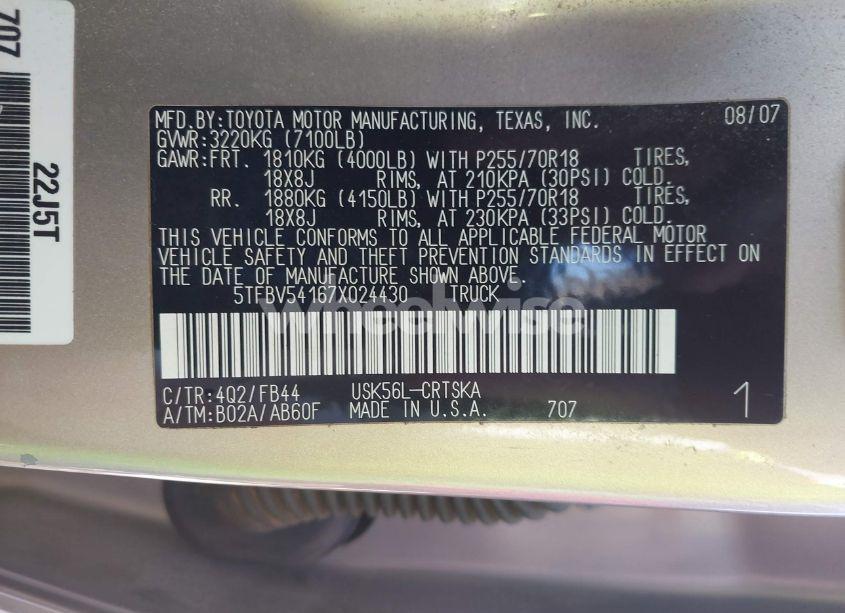 707
22J5T
MFD.BY:TOYOTA MOTOR MANUFACTURING, TEXAS, INC. 08/07
GVWR:3220KG (7100LB)
GAWR:FRT. 1810KG (4000LB) WITH P255/70R18 TIRES,
18X8J RIMS, AT 210KPA (30PSI) COLD.
RR. 1880KG (4150LB) WITH P255/70R18 TIRES,
18X8J RIMS, AT 230KPA (33PSI) COLD.
THIS VEHICLE CONFORMS TO ALL APPLICABLE FEDERAL MOTOR
VEHICLE SAFETY AND THEFT PREVENTION STANDARDS IN EFFECT ON
THE DATE OF MANUFACTURE SHOWN ABOVE.
5TFBV54167X024430 TRUCK
Wheelwise
C/TR:4Q2/FB44 USK56L-CRTSKA
A/TM:B02A/AB60F MADE IN U.S.A. 707 1